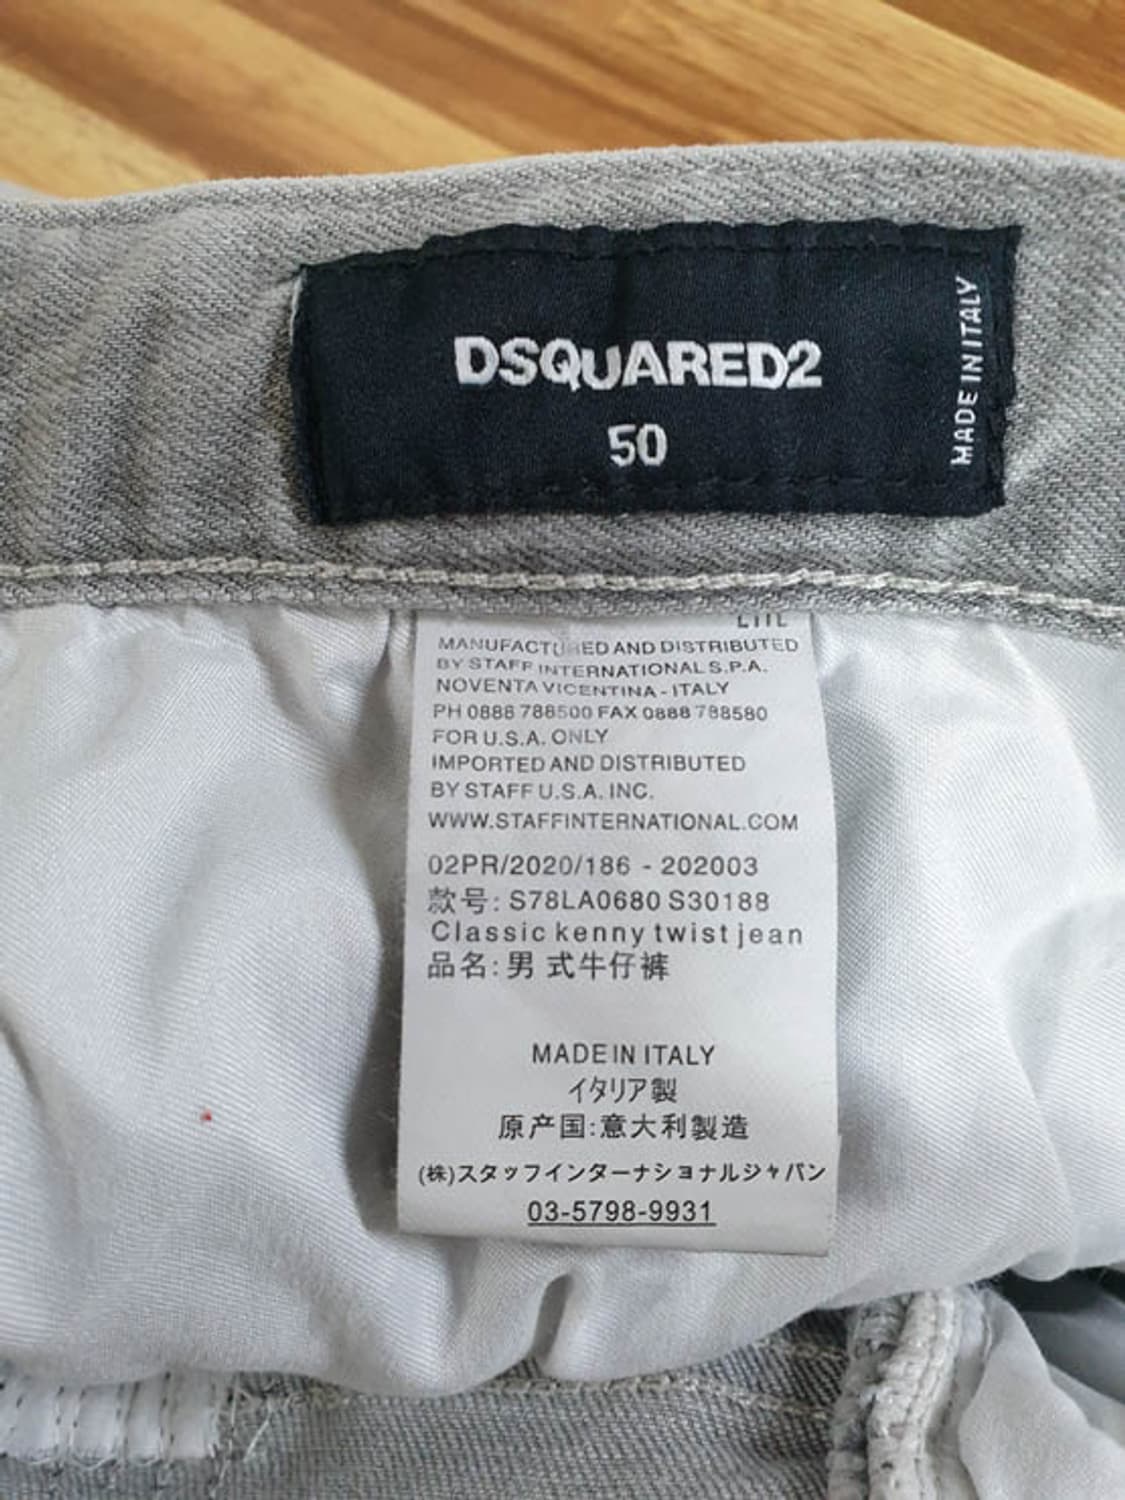 DSQUARED2
50
MADE IN ITALY
MANUFACTURED AND DISTRIBUTED
BY STAFF INTERNATIONAL S.P.A.
NOVENTA VICENTINA - ITALY
PH 0888 788500 FAX 0888 788580
FOR U.S.A. ONLY
IMPORTED AND DISTRIBUTED
BY STAFF U.S.A. INC.
WWW.STAFFINTERNATIONAL.COM
02PR/2020/186 - 202003
款号: S78LA0680 S30188
Classic kenny twist jean
品名: 男 式牛仔裤
MADE IN ITALY
イタリア製
原产国:意大利製造
(株)スタッフインターナショナルジャパン
03-5798-9931